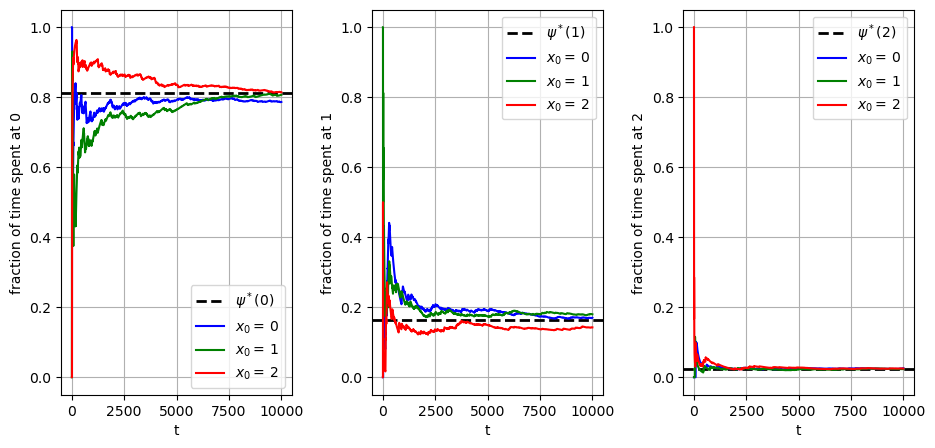 fraction of time spent at 0
1.0
0.8
0.6
0.4
0.2
0.0
0 2500 5000 7500 10000
t
ψ*(0)
x₀ = 0
x₀ = 1
x₀ = 2
fraction of time spent at 1
1.0
0.8
0.6
0.4
0.2
0.0
0 2500 5000 7500 10000
t
ψ*(1)
x₀ = 0
x₀ = 1
x₀ = 2
fraction of time spent at 2
1.0
0.8
0.6
0.4
0.2
0.0
0 2500 5000 7500 10000
t
ψ*(2)
x₀ = 0
x₀ = 1
x₀ = 2